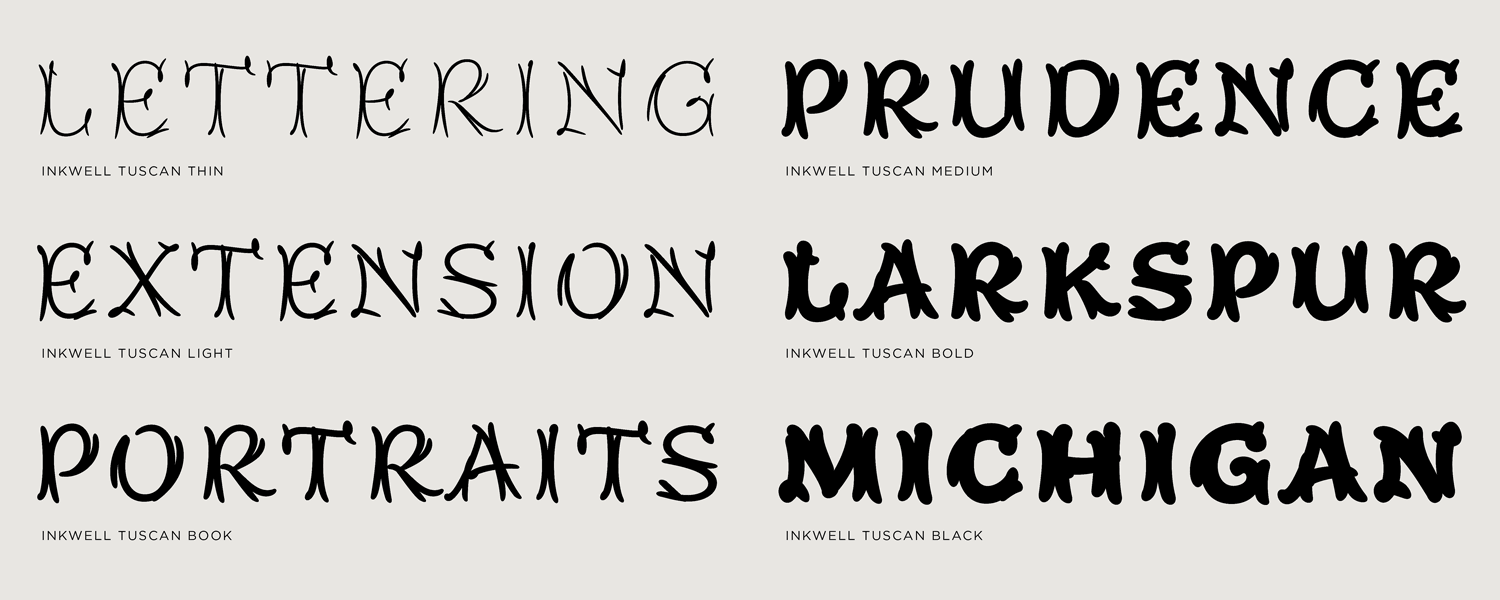 LETTERING
INKWELL TUSCAN THIN
EXTENSION
INKWELL TUSCAN LIGHT
PORTRAITS
INKWELL TUSCAN BOOK
PRUDENCE
INKWELL TUSCAN MEDIUM
LARKSPUR
INKWELL TUSCAN BOLD
MICHIGAN
INKWELL TUSCAN BLACK